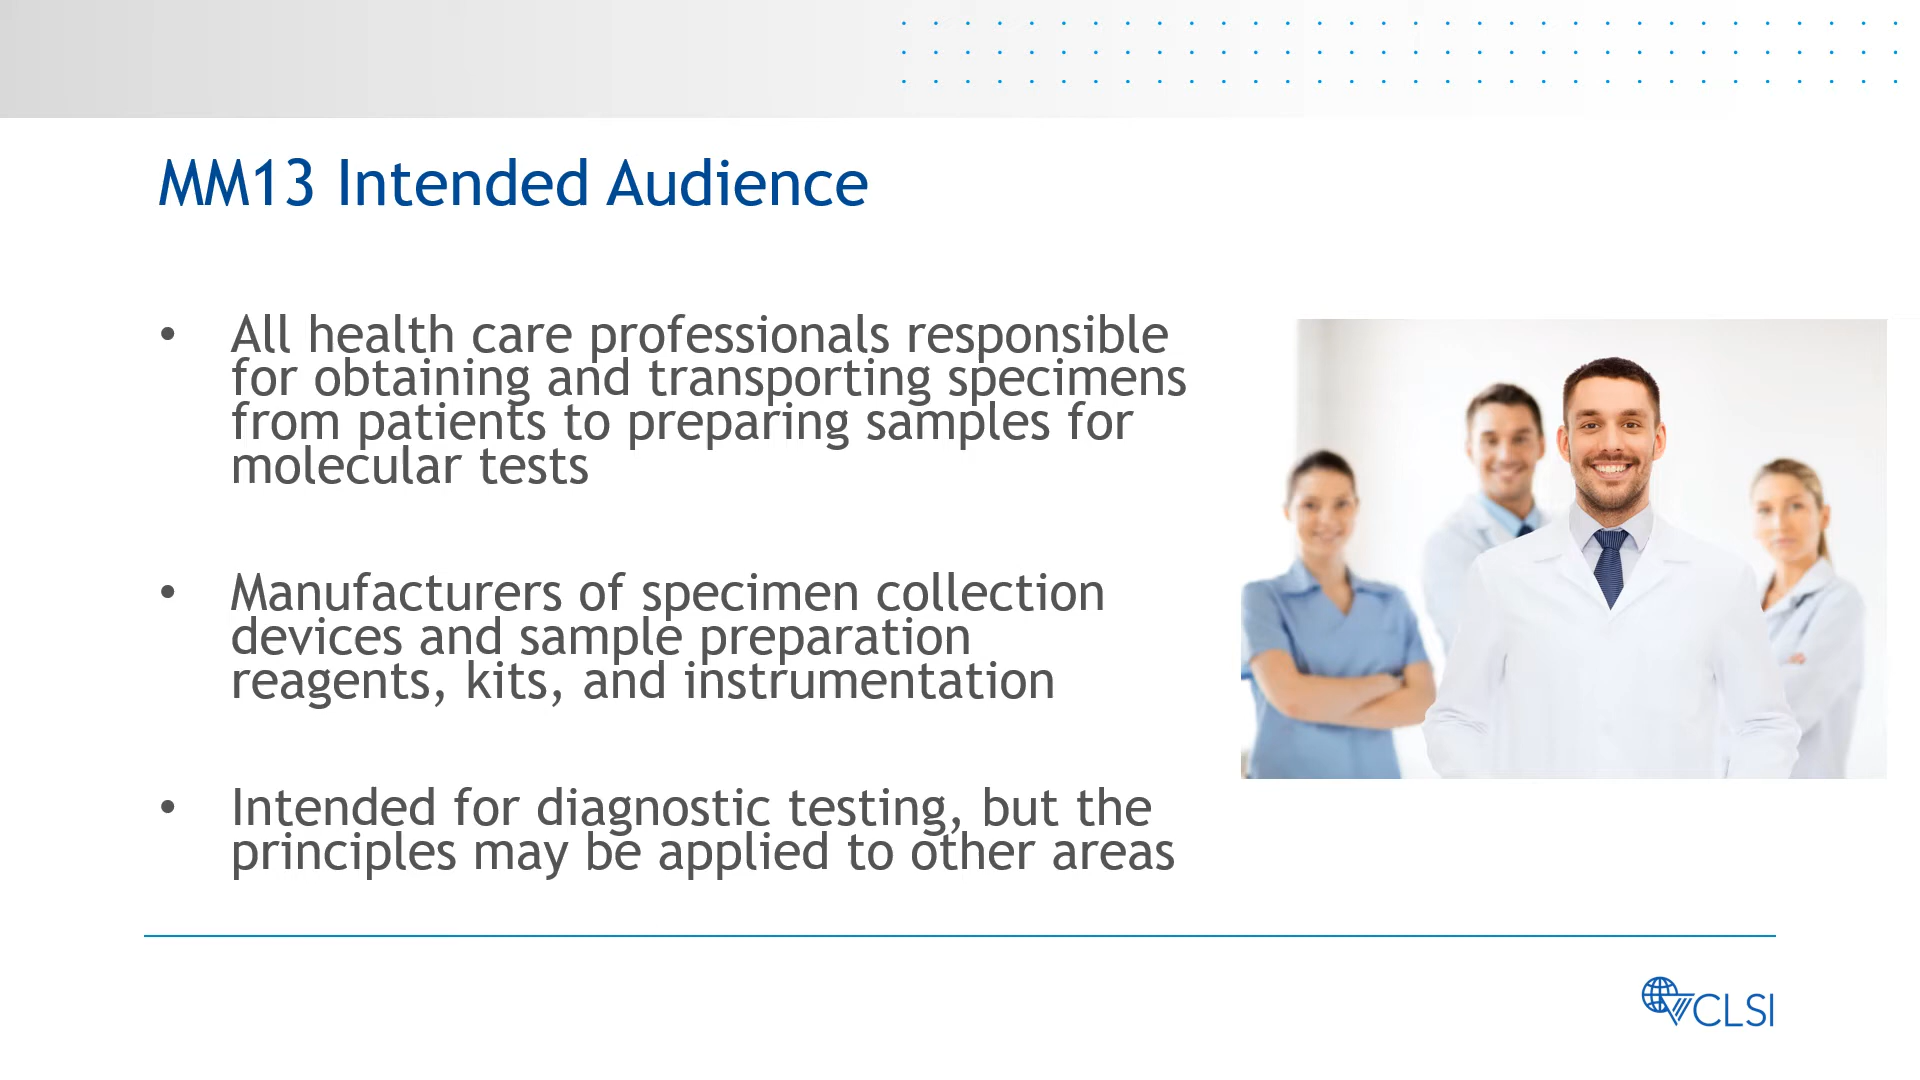 MM13 Intended Audience
• All health care professionals responsible
for obtaining and transporting specimens
from patients to preparing samples for
molecular tests
• Manufacturers of specimen collection
devices and sample preparation
reagents, kits, and instrumentation
• Intended for diagnostic testing, but the
principles may be applied to other areas
CLSI